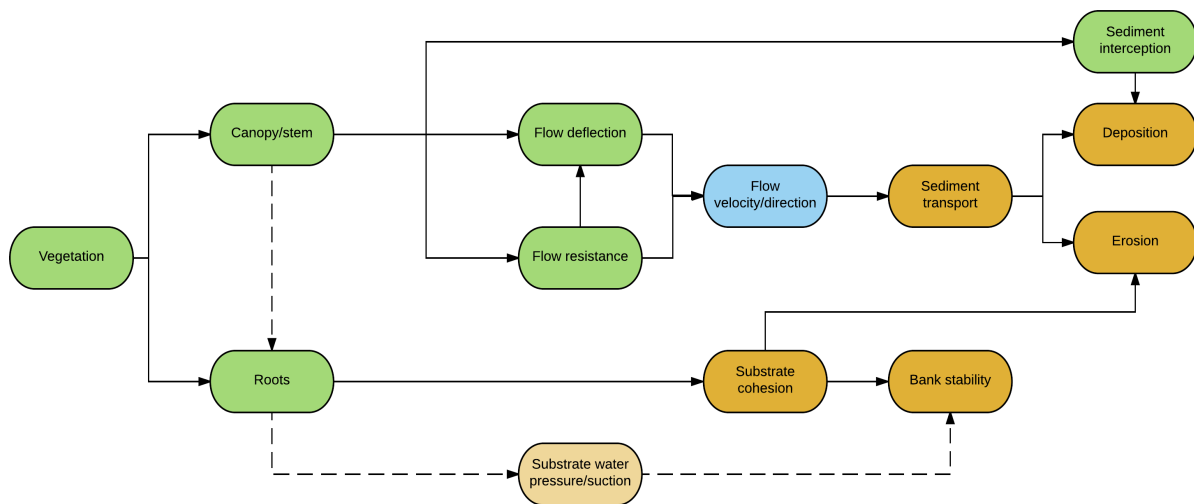 Sediment
interception
Canopy/stem
Flow deflection
Deposition
Flow
velocity/direction
Sediment
transport
Vegetation
Flow resistance
Erosion
Roots
Substrate
cohesion
Bank stability
Substrate water
pressure/suction